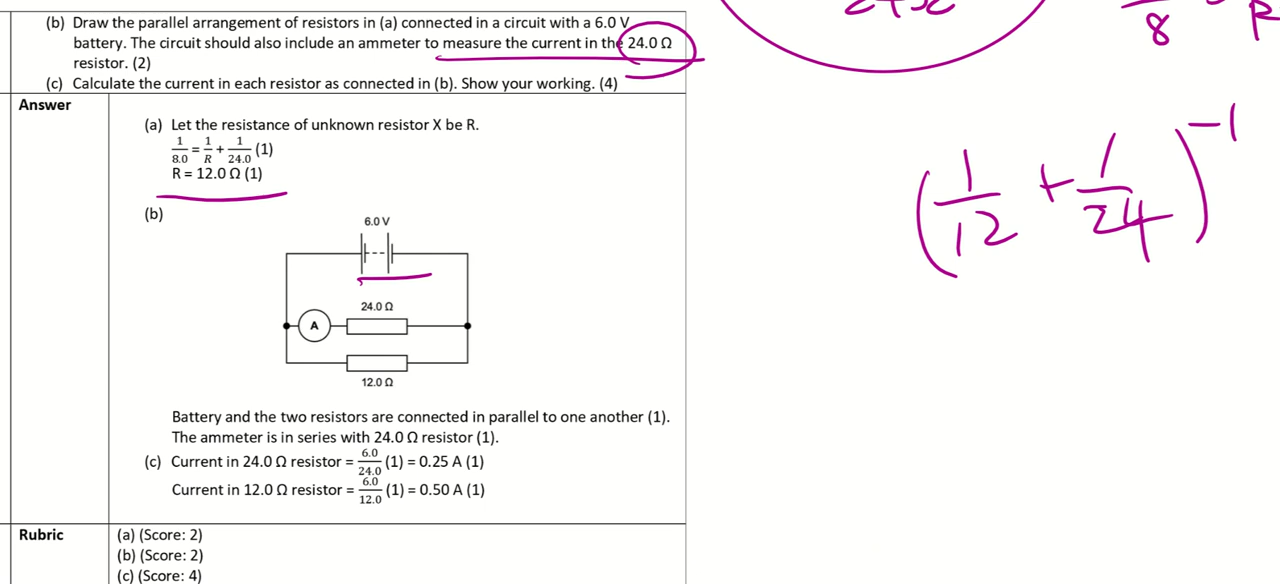 (b) Draw the parallel arrangement of resistors in (a) connected in a circuit with a 6.0 V
battery. The circuit should also include an ammeter to measure the current in the 24.0 Ω
resistor. (2)
(c) Calculate the current in each resistor as connected in (b). Show your working. (4)
Answer
(a) Let the resistance of unknown resistor X be R.
1/8.0 = 1/R + 1/24.0 (1)
R = 12.0 Ω (1)
(b)
6.0 V
24.0 Ω
A
12.0 Ω
Battery and the two resistors are connected in parallel to one another (1).
The ammeter is in series with 24.0 Ω resistor (1).
(c) Current in 24.0 Ω resistor = 6.0/24.0 (1) = 0.25 A (1)
Current in 12.0 Ω resistor = 6.0/12.0 (1) = 0.50 A (1)
Rubric
(a) (Score: 2)
(b) (Score: 2)
(c) (Score: 4)
8
R
(1/12 + 1/24)^-1